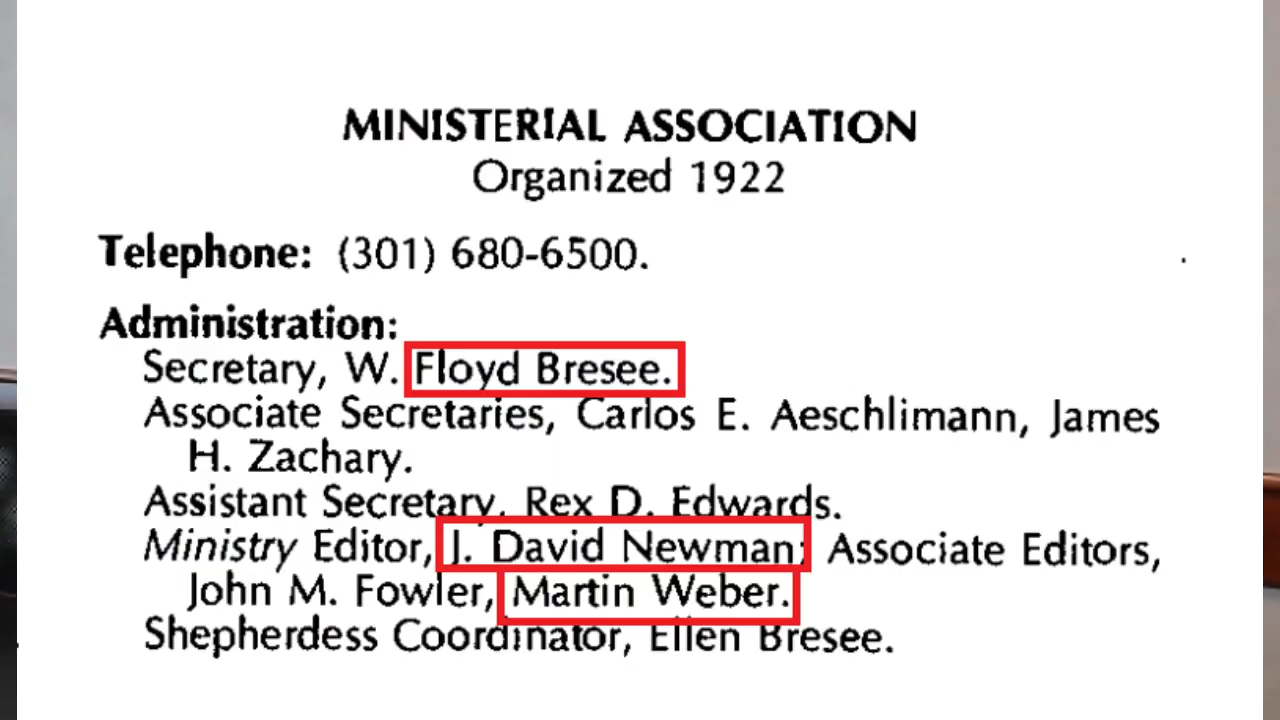 MINISTERIAL ASSOCIATION
Organized 1922
Telephone: (301) 680-6500.
Administration:
Secretary, W. Floyd Bresee.
Associate Secretaries, Carlos E. Aeschlimann, James
H. Zachary.
Assistant Secretary, Rex D. Edwards.
Ministry Editor, J. David Newman; Associate Editors,
John M. Fowler, Martin Weber.
Shepherdess Coordinator, Ellen Bresee.